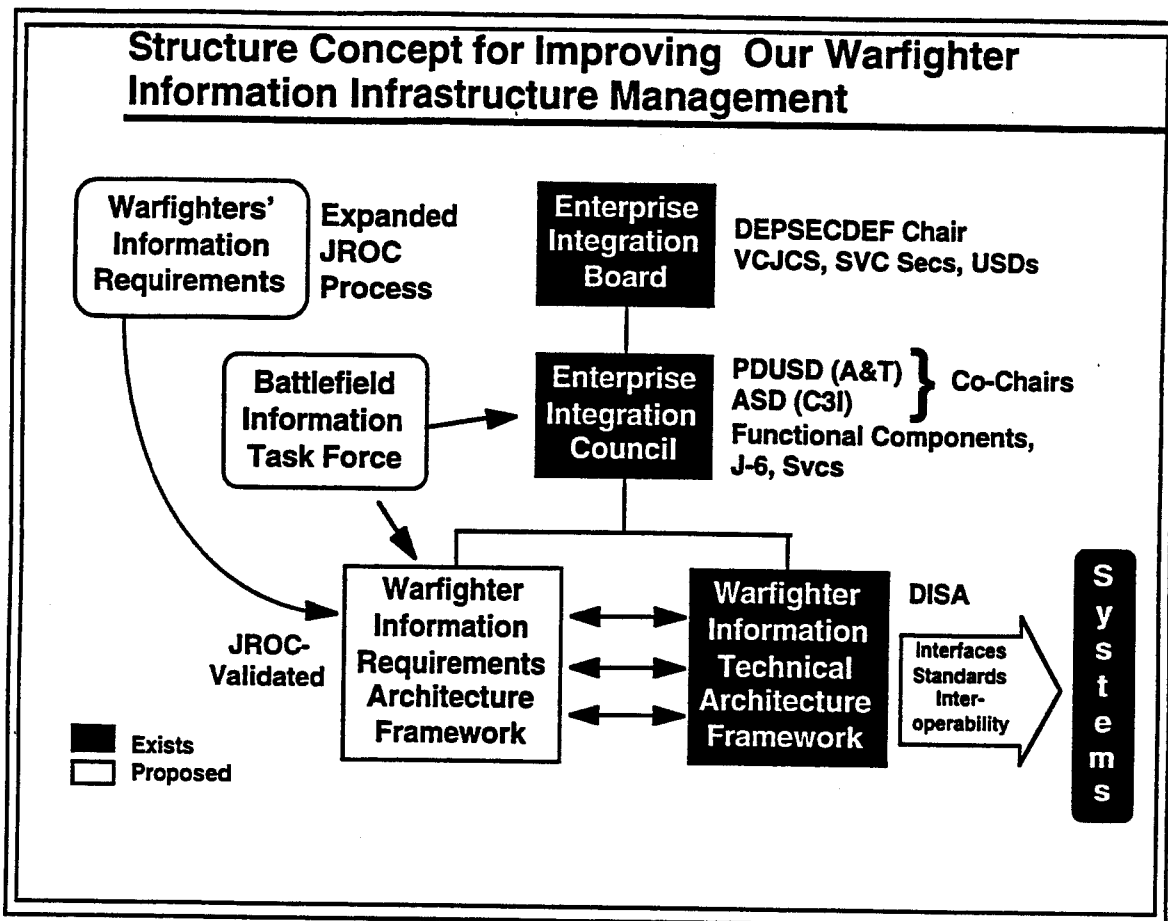 Structure Concept for Improving Our Warfighter
Information Infrastructure Management
Warfighters'
Information
Requirements
Expanded
JROC
Process
Enterprise
Integration
Board
DEPSECDEF Chair
VCJCS, SVC Secs, USDs
Battlefield
Information
Task Force
Enterprise
Integration
Council
PDUSD (A&T)
ASD (C3I)
} Co-Chairs
Functional Components,
J-6, Svcs
JROC-
Validated
Warfighter
Information
Requirements
Architecture
Framework
Warfighter
Information
Technical
Architecture
Framework
DISA
Interfaces
Standards
Inter-
operability
Systems
Exists
Proposed